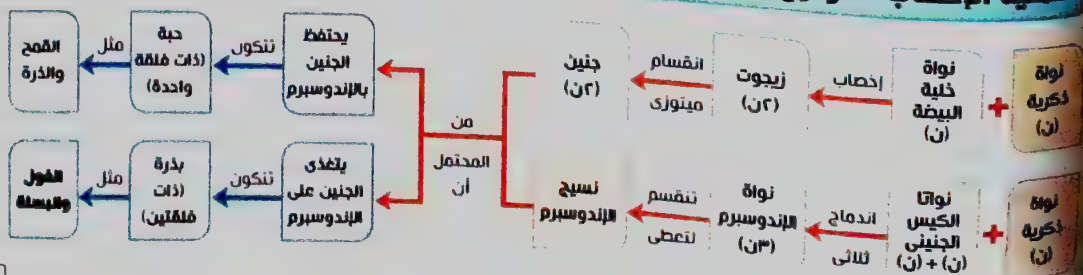 نواة
ذكرية
(ن)
+
نواة
خلية
البيضة
(ن)
إخصاب
زيجوت
(٢ن)
انقسام
ميتوزى
جنين
(٢ن)
نواة
ذكرية
(ن)
+
نواتا
الكيس
الجنينى
(ن) + (ن)
اندماج
ثلاثى
نواة
الإندوسبرم
(٣ن)
تنقسم
لتعطى
نسيج
الإندوسبرم
من
المحتمل
أن
يحتفظ
الجنين
بالإندوسبرم
تتكون
حبة
(ذات فلقة
واحدة)
مثل
القمح
والذرة
يتغذى
الجنين على
الإندوسبرم
تتكون
بذرة
(ذات
فلقتين)
مثل
الفول
والبسلة